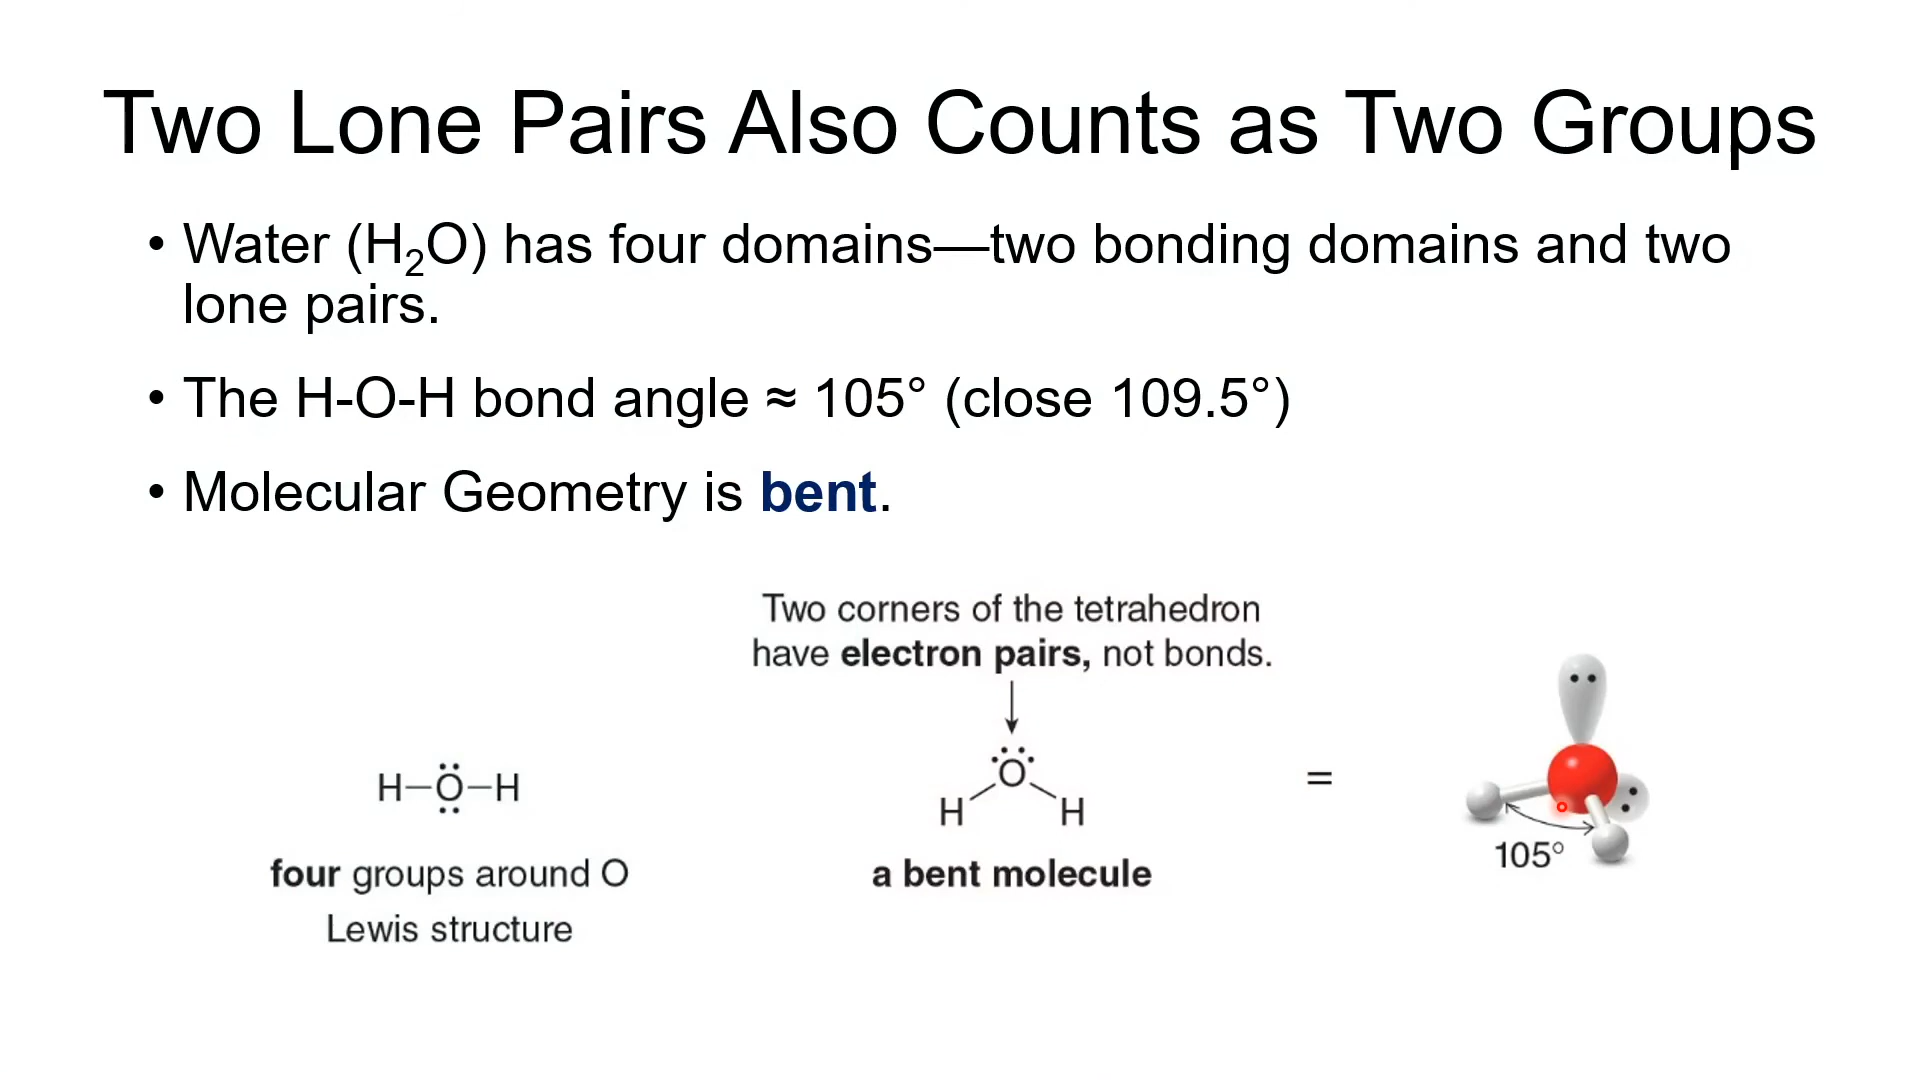 Two Lone Pairs Also Counts as Two Groups
• Water (H₂O) has four domains—two bonding domains and two
lone pairs.
• The H-O-H bond angle ≈ 105° (close 109.5°)
• Molecular Geometry is bent.
Two corners of the tetrahedron
have electron pairs, not bonds.
H–O–H
four groups around O
Lewis structure
O
H H
a bent molecule
=
105°